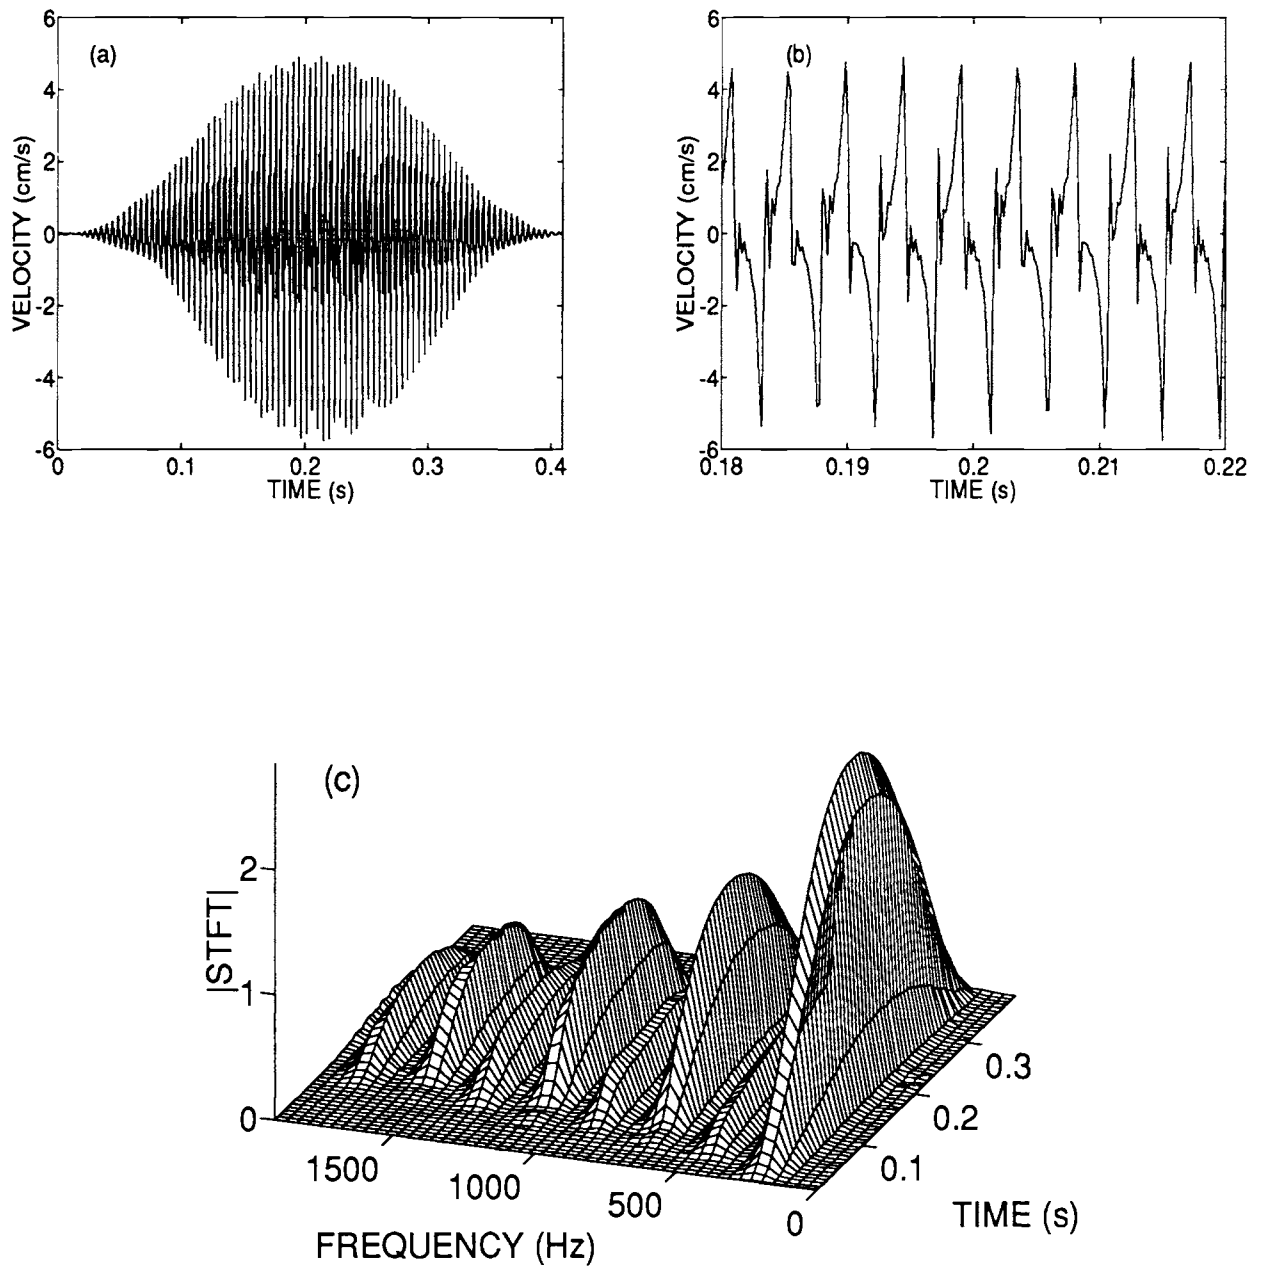 (a)
VELOCITY (cm/s)
6
4
2
0
-2
-4
-6
0 0.1 0.2 0.3 0.4
TIME (s)
(b)
VELOCITY (cm/s)
6
4
2
0
-2
-4
-6
0.18 0.19 0.2 0.21 0.22
TIME (s)
(c)
|STFT|
2
1
0
1500 1000 500 0
FREQUENCY (Hz)
0.1 0.2 0.3
TIME (s)